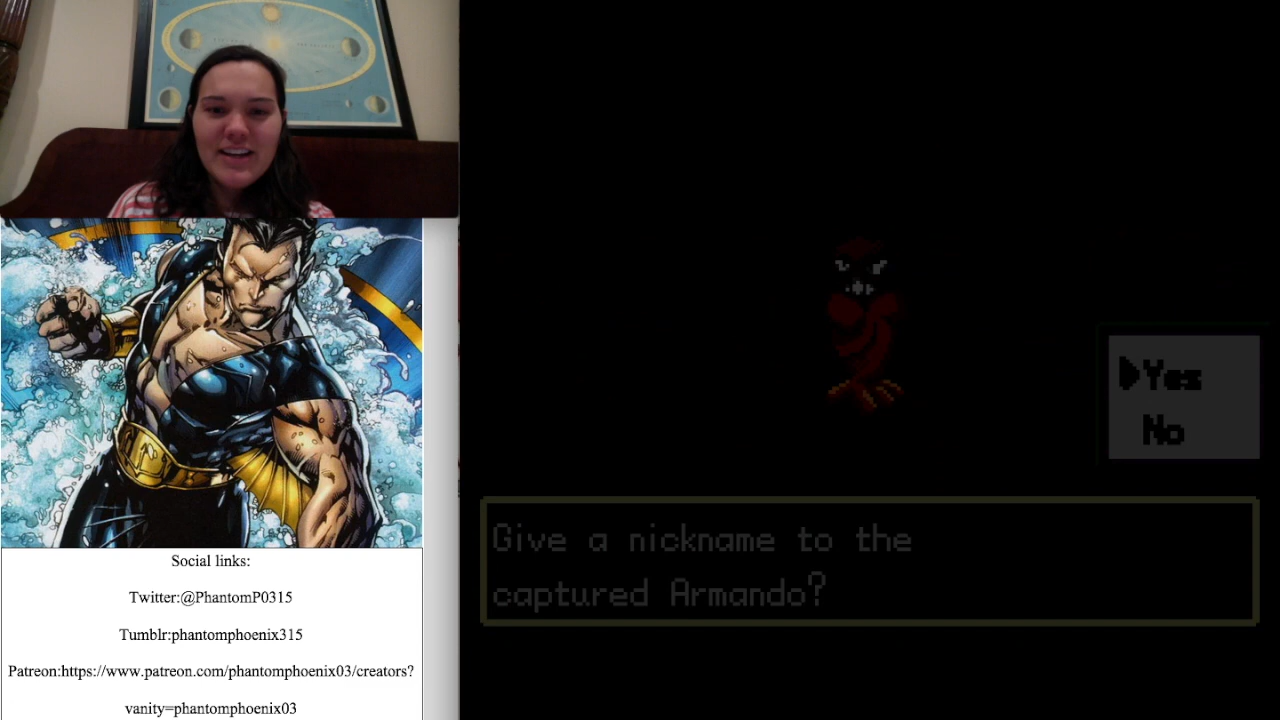 Yes
No
Give a nickname to the
captured Armando?
Social links:
Twitter:@PhantomP0315
Tumblr:phantomphoenix315
Patreon:https://www.patreon.com/phantomphoenix03/creators?
vanity=phantomphoenix03